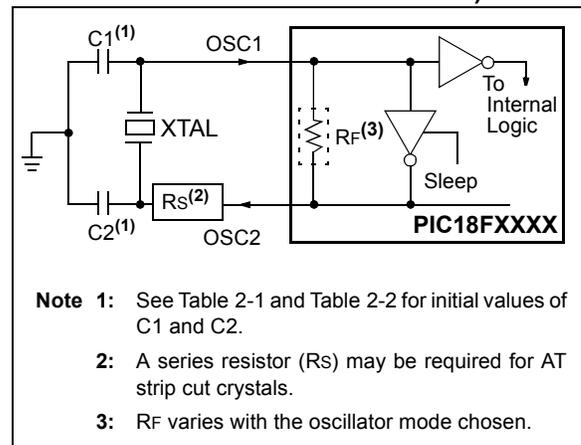 C1(1)
OSC1
To
Internal
Logic
XTAL
RF(3)
Sleep
RS(2)
C2(1)
OSC2
PIC18FXXXX
Note 1: See Table 2-1 and Table 2-2 for initial values of
C1 and C2.
2: A series resistor (RS) may be required for AT
strip cut crystals.
3: RF varies with the oscillator mode chosen.